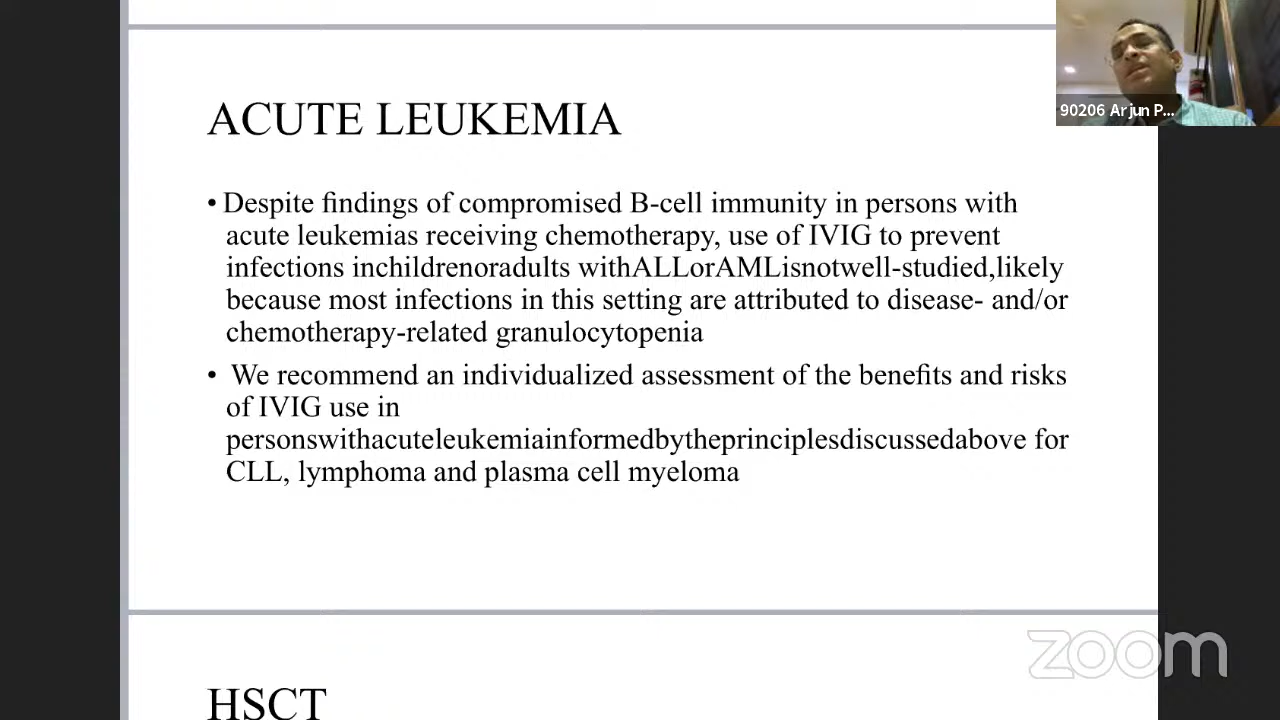 90206 Arjun P...
ACUTE LEUKEMIA
• Despite findings of compromised B-cell immunity in persons with
acute leukemias receiving chemotherapy, use of IVIG to prevent
infections inchildrenoradults withALLorAMLisnotwell-studied,likely
because most infections in this setting are attributed to disease- and/or
chemotherapy-related granulocytopenia
• We recommend an individualized assessment of the benefits and risks
of IVIG use in
personswithacuteleukemiainformedbytheprinciplesdiscussedabove for
CLL, lymphoma and plasma cell myeloma
HSCT
zoom